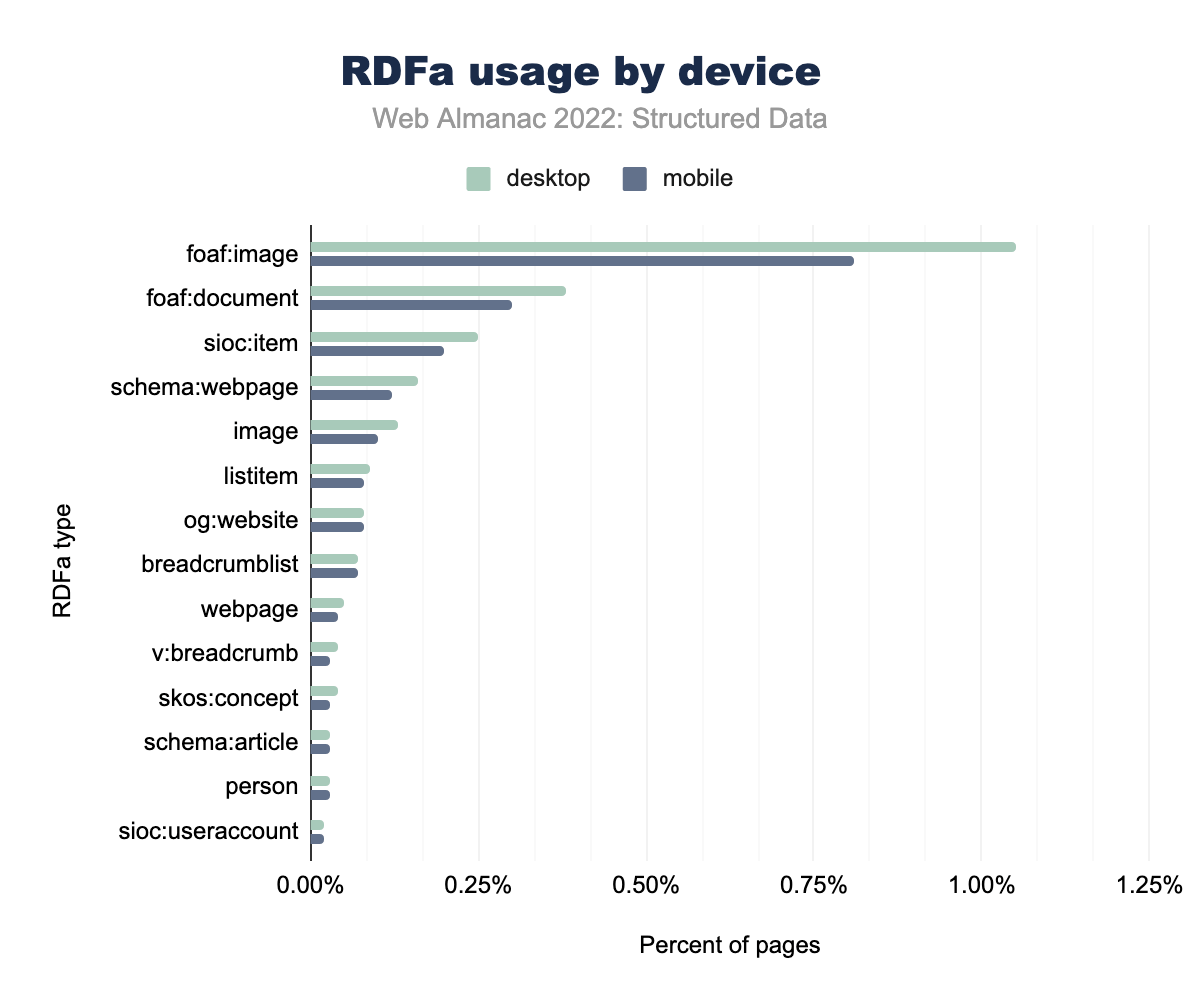 RDFa usage by device
Web Almanac 2022: Structured Data
desktop
mobile
RDFa type
foaf:image
foaf:document
sioc:item
schema:webpage
image
listitem
og:website
breadcrumblist
webpage
v:breadcrumb
skos:concept
schema:article
person
sioc:useraccount
0.00% 0.25% 0.50% 0.75% 1.00% 1.25%
Percent of pages